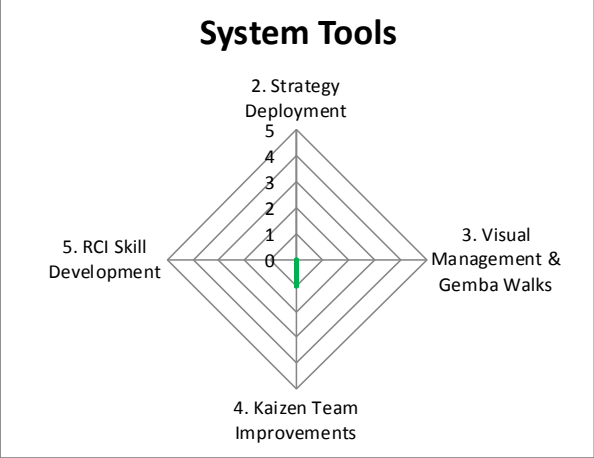 System Tools
2. Strategy
Deployment
5
4
3
2
1
0
5. RCI Skill
Development
3. Visual
Management &
Gemba Walks
4. Kaizen Team
Improvements